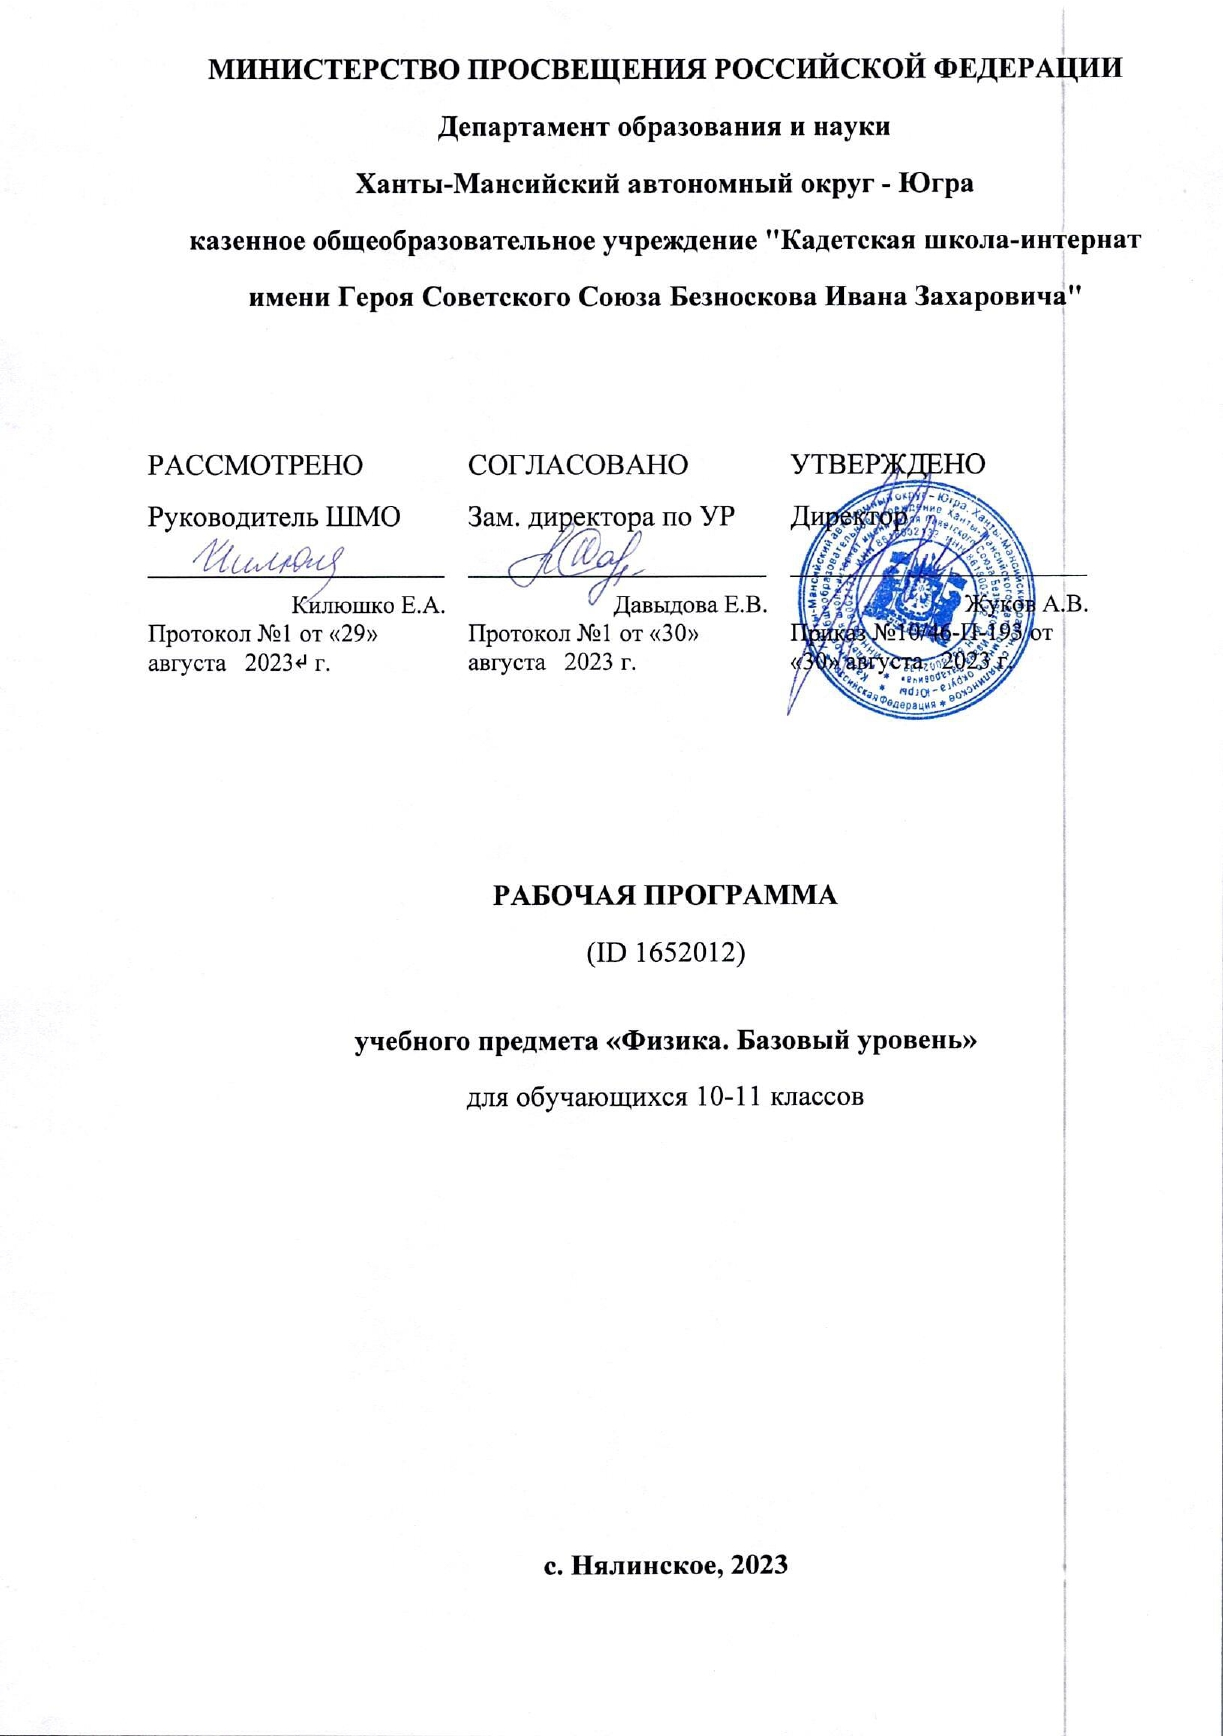 МИНИСТЕРСТВО ПРОСВЕЩЕНИЯ РОССИЙСКОЙ ФЕДЕРАЦИИ
Департамент образования и науки
Ханты-Мансийский автономный округ - Югра
казенное общеобразовательное учреждение "Кадетская школа-интернат
имени Героя Советского Союза Безноскова Ивана Захаровича"
РАССМОТРЕНО
Руководитель ШМО
Килюшко Е.А.
Протокол №1 от «29»
августа 2023↵ г.
СОГЛАСОВАНО
Зам. директора по УР
Давыдова Е.В.
Протокол №1 от «30»
августа 2023 г.
УТВЕРЖДЕНО
Директор
Жуков А.В.
Приказ №10/46-П-193 от
«30» августа 2023 г.
РАБОЧАЯ ПРОГРАММА
(ID 1652012)
учебного предмета «Физика. Базовый уровень»
для обучающихся 10-11 классов
с. Нялинское, 2023